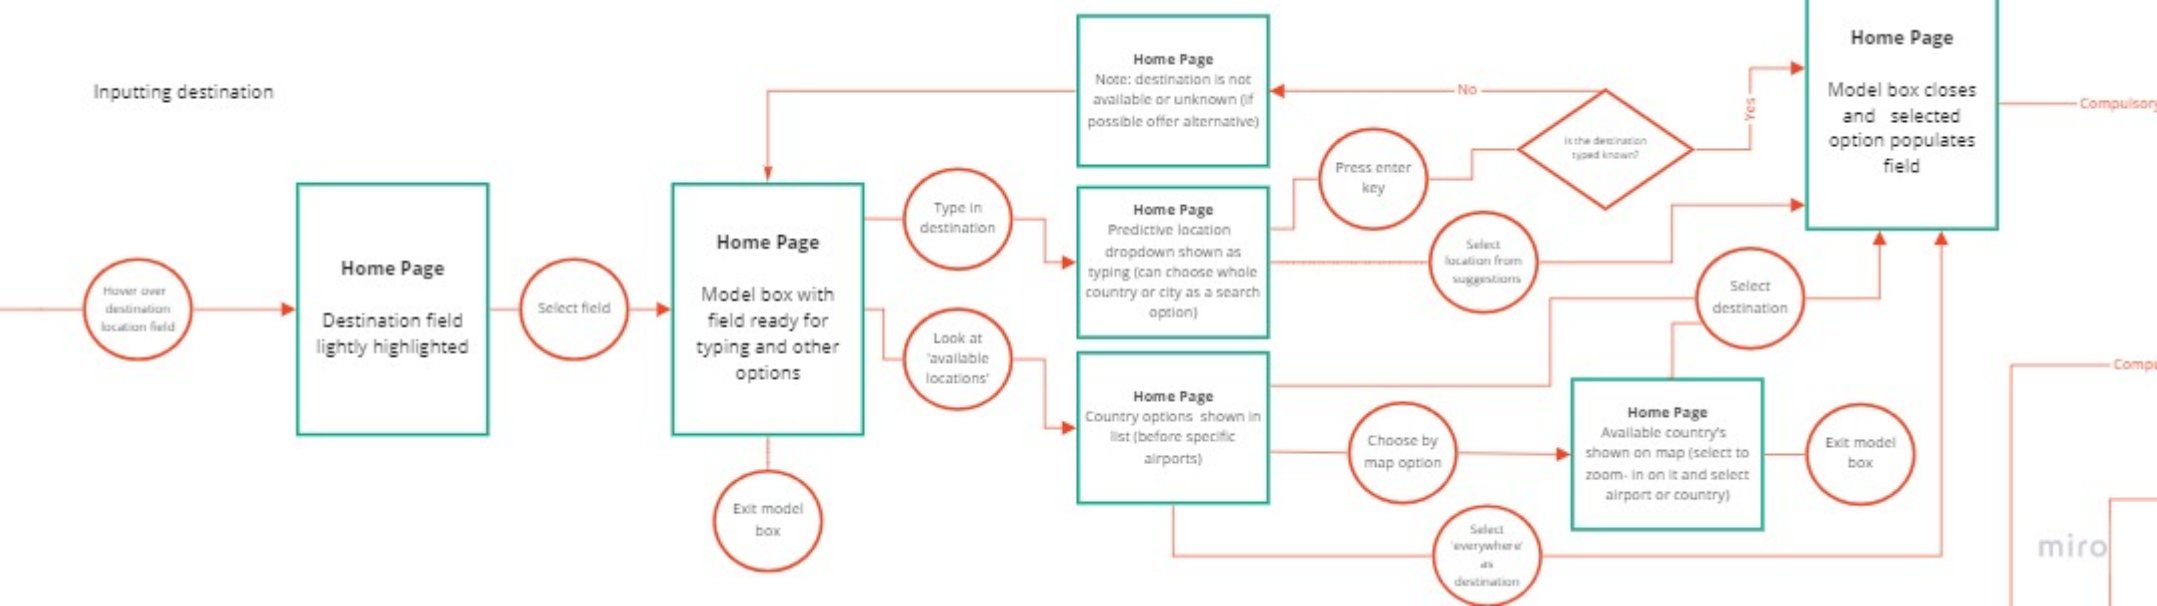 Inputting destination
Hover over
destination
location field
Home Page
Destination field
lightly highlighted
Select field
Home Page
Model box with
field ready for
typing and other
options
Exit model
box
Type in
destination
Look at
'available
locations'
Home Page
Note: destination is not
available or unknown (if
possible offer alternative)
Home Page
Predictive location
dropdown shown as
typing (can choose whole
country or city as a search
option)
Home Page
Country options shown in
list (before specific
airports)
No
Press enter
key
Is the destination
typed known?
Yes
Select
location from
suggestions
Select
destination
Choose by
map option
Home Page
Available country's
shown on map (select to
zoom- in on it and select
airport or country)
Exit model
box
Select
'everywhere'
as
destination
Home Page
Model box closes
and selected
option populates
field
Compulsory
Compu
miro